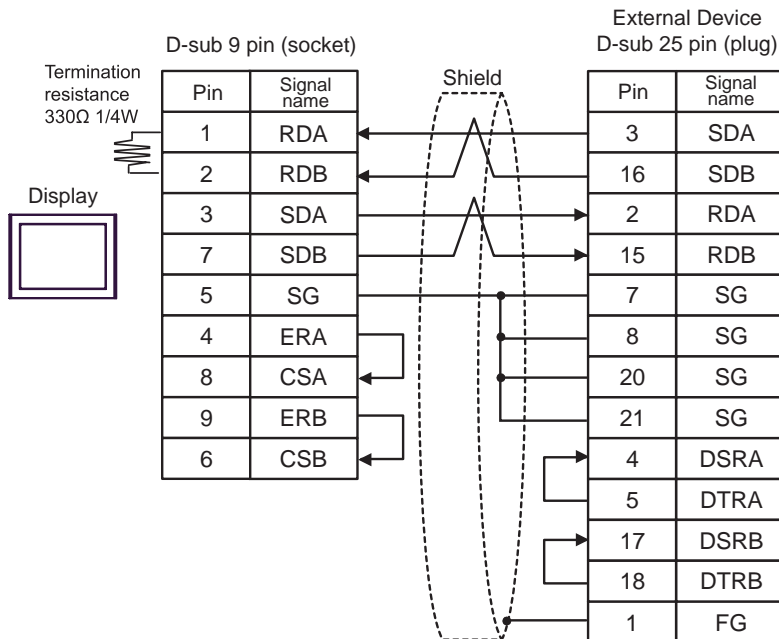 External Device
D-sub 9 pin (socket)
D-sub 25 pin (plug)
Termination
resistance
330Ω 1/4W
Shield
Display
Pin Signal name
1 RDA
2 RDB
3 SDA
7 SDB
5 SG
4 ERA
8 CSA
9 ERB
6 CSB
Pin Signal name
3 SDA
16 SDB
2 RDA
15 RDB
7 SG
8 SG
20 SG
21 SG
4 DSRA
5 DTRA
17 DSRB
18 DTRB
1 FG